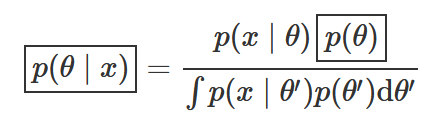 p(θ | x) = p(x | θ) p(θ) / ∫ p(x | θ′)p(θ′)dθ′